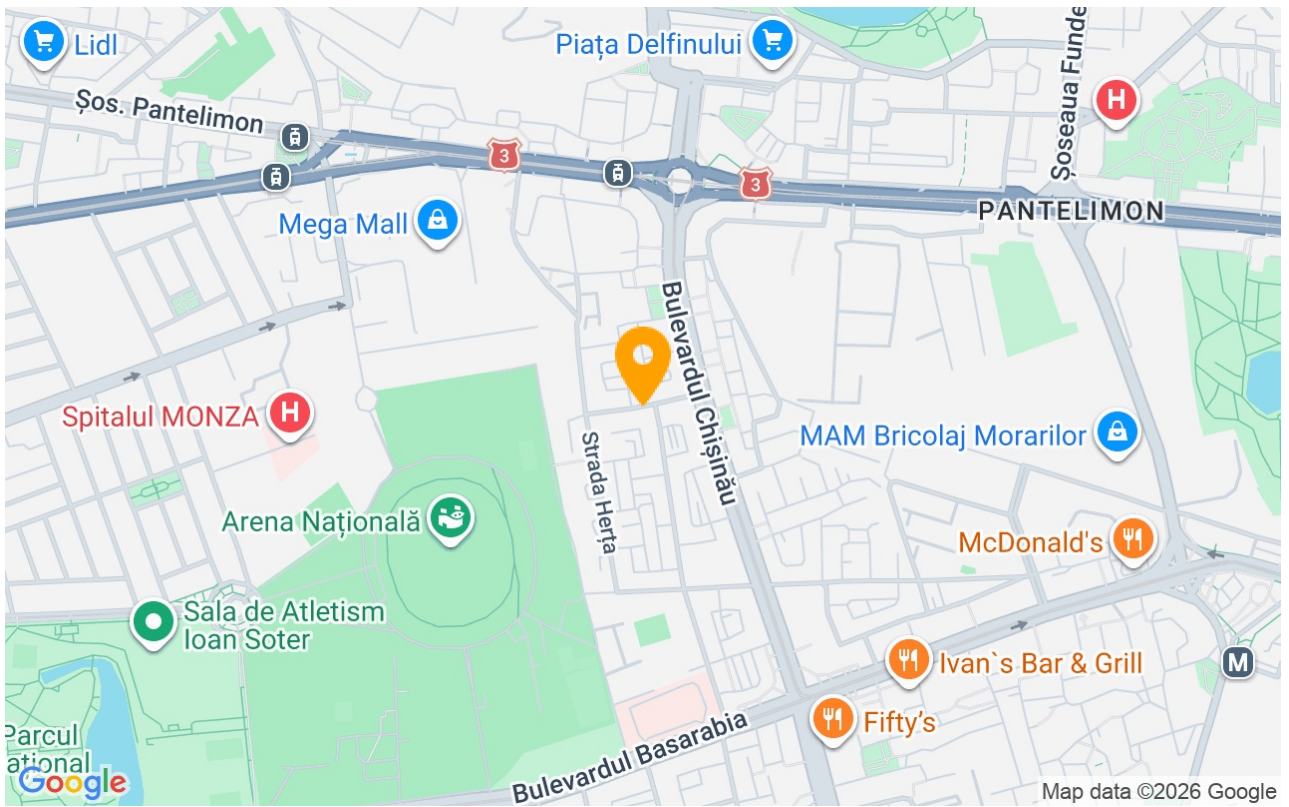 Lidl
Piața Delfinului
Șoseaua Funde
H
Șos. Pantelimon
3
3
PANTELIMON
Mega Mall
Bulevardul Chișinău
Spitalul MONZA
H
MAM Bricolaj Morarilor
Strada Herța
Arena Națională
McDonald's
Sala de Atletism
Ioan Soter
Ivan`s Bar & Grill
M
Fifty's
Parcul
ațional
Bulevardul Basarabia
Google
Map data ©2026 Google